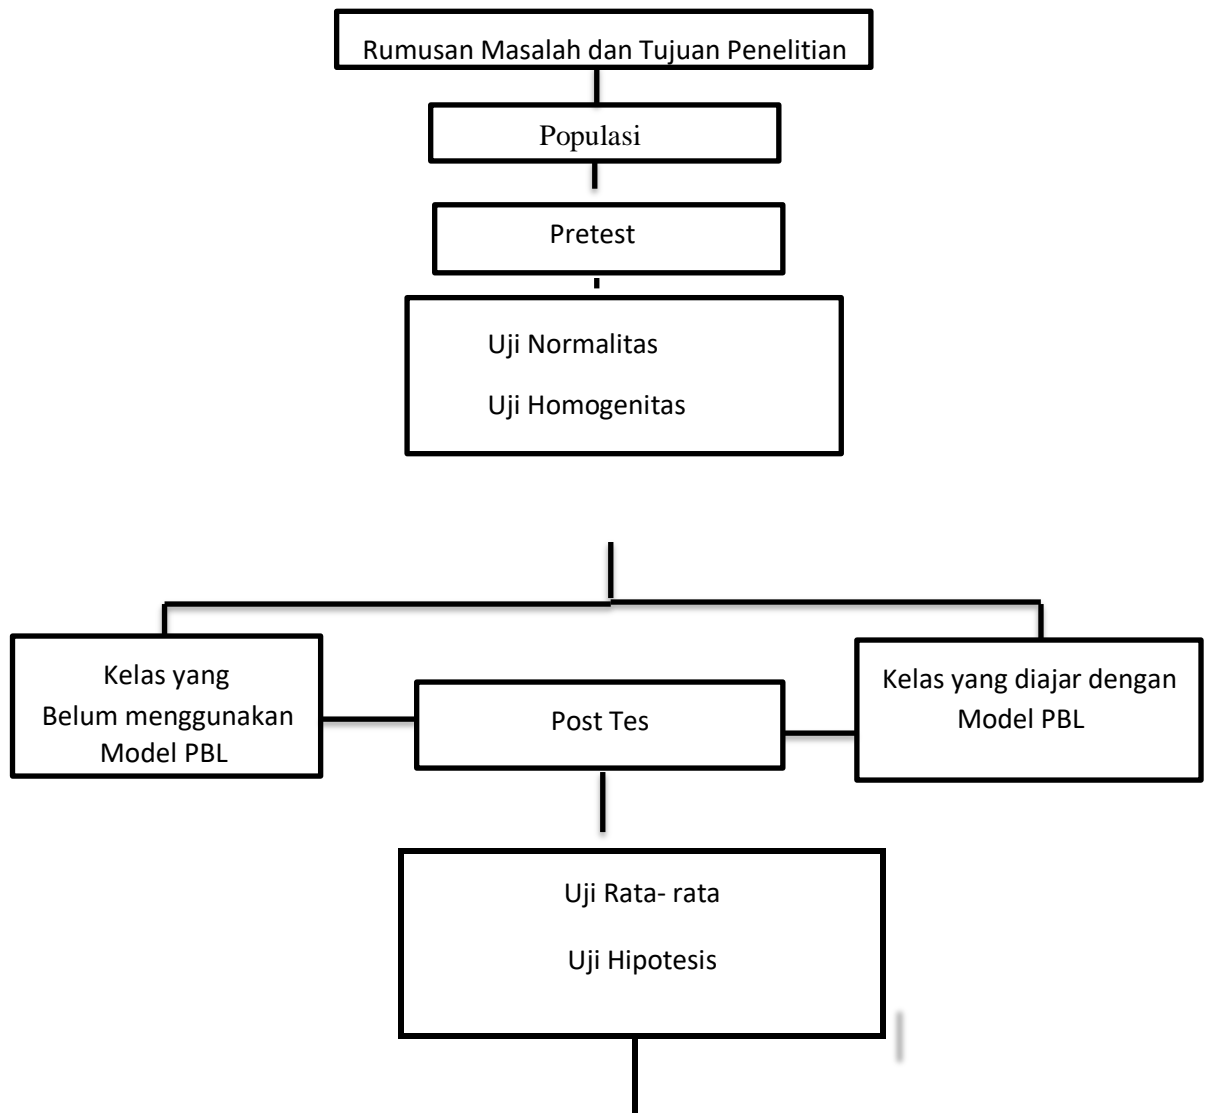 Rumusan Masalah dan Tujuan Penelitian
Populasi
Pretest
Uji Normalitas
Uji Homogenitas
Kelas yang
Belum menggunakan
Model PBL
Post Tes
Kelas yang diajar dengan
Model PBL
Uji Rata- rata
Uji Hipotesis